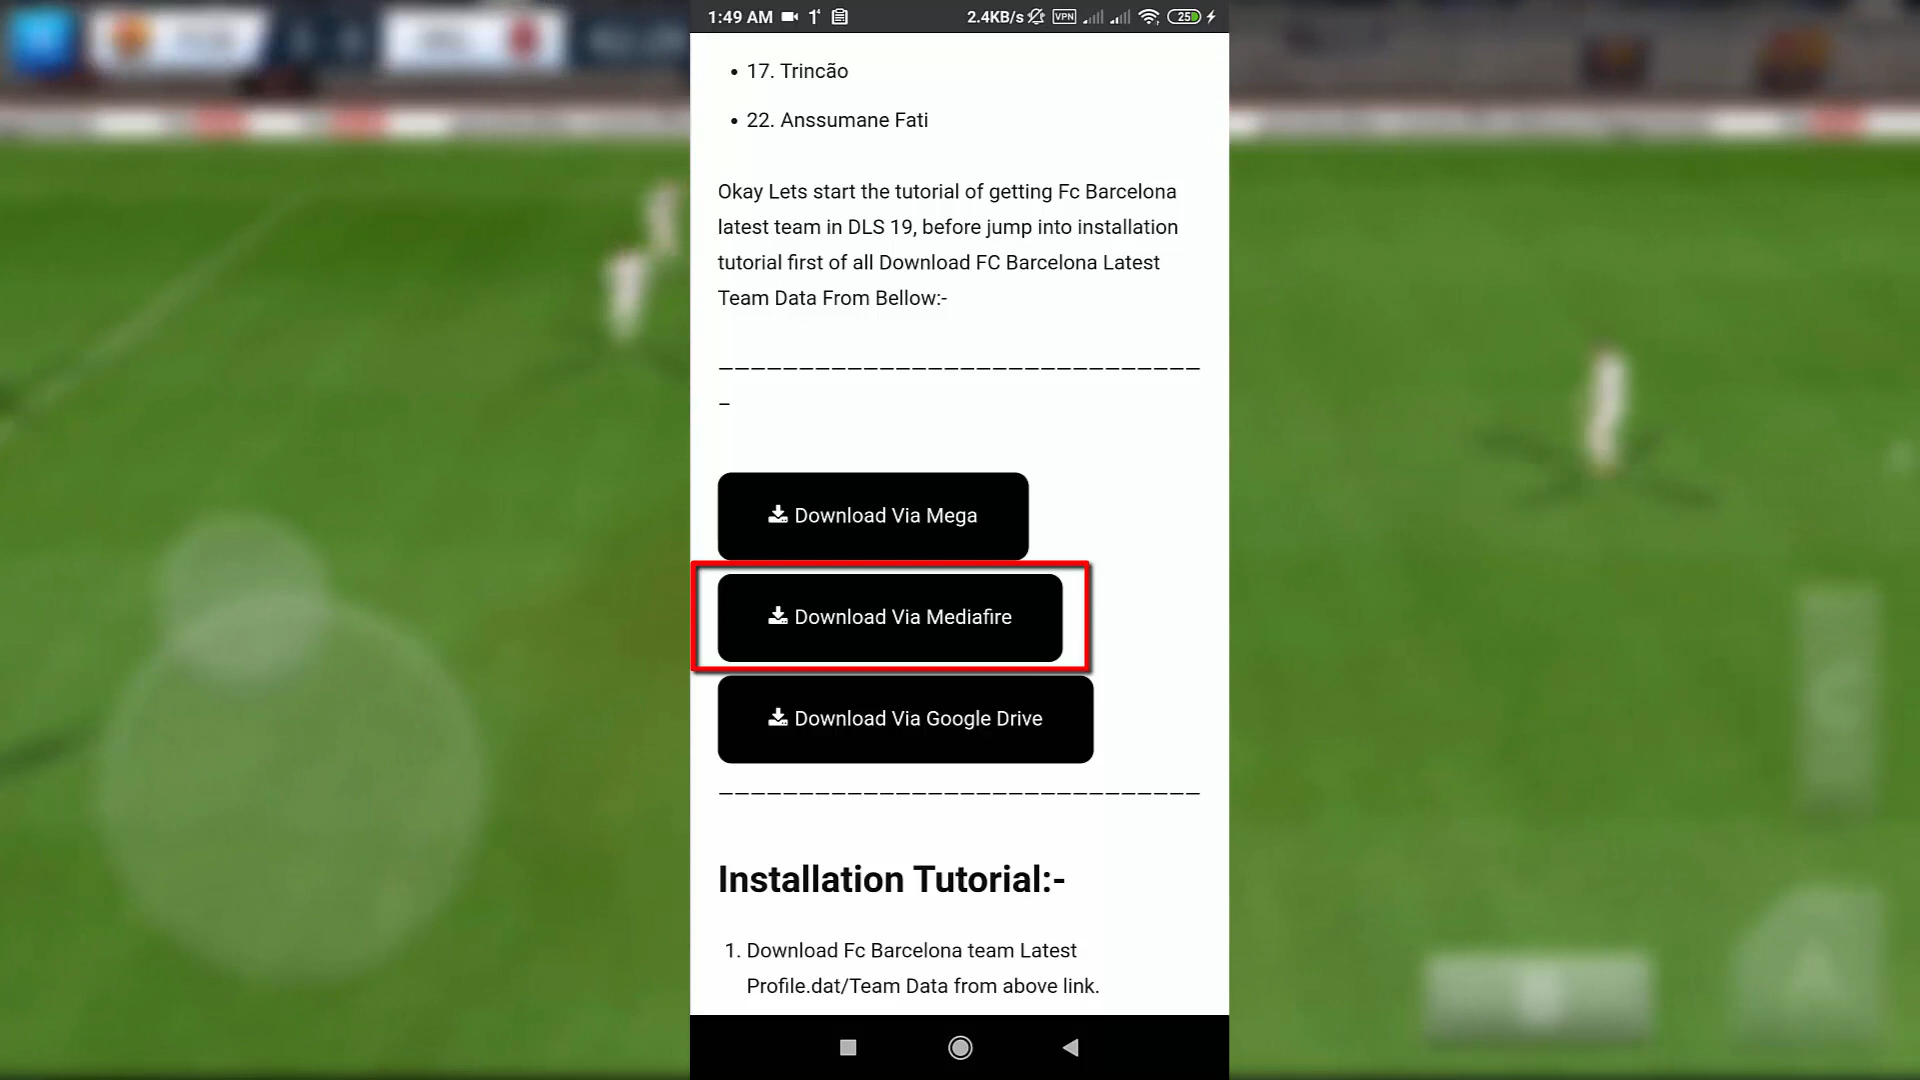 1:49 AM
2.4KB/s
VPN
25
• 17. Trincão
• 22. Anssumane Fati
Okay Lets start the tutorial of getting Fc Barcelona
latest team in DLS 19, before jump into installation
tutorial first of all Download FC Barcelona Latest
Team Data From Bellow:-
______________________________
_
Download Via Mega
Download Via Mediafire
Download Via Google Drive
______________________________
Installation Tutorial:-
1. Download Fc Barcelona team Latest
Profile.dat/Team Data from above link.